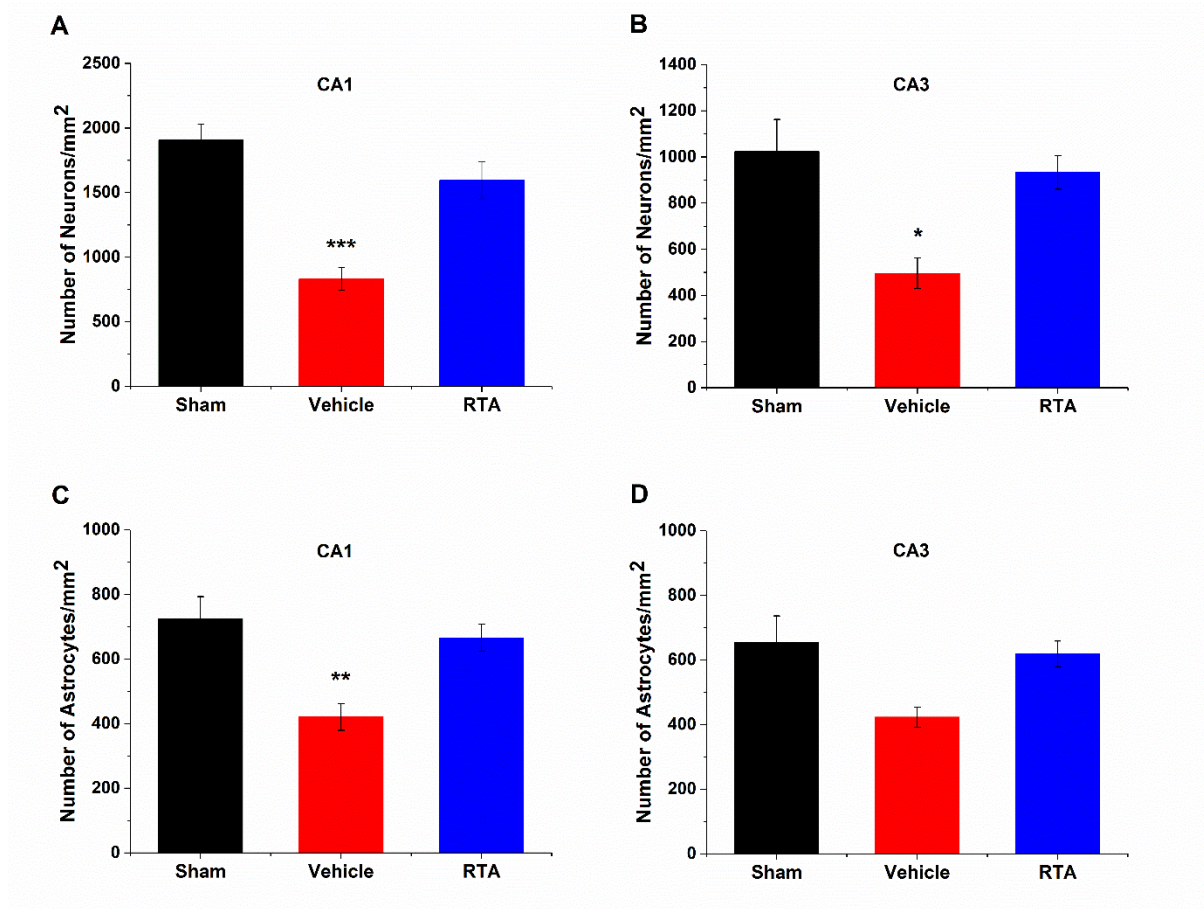 A
CA1
Number of Neurons/mm2
2500
2000
1500
1000
500
0
***
Sham Vehicle RTA
B
CA3
Number of Neurons/mm2
1400
1200
1000
800
600
400
200
0
*
Sham Vehicle RTA
C
CA1
Number of Astrocytes/mm2
1000
800
600
400
200
0
**
Sham Vehicle RTA
D
CA3
Number of Astrocytes/mm2
1000
800
600
400
200
0
Sham Vehicle RTA